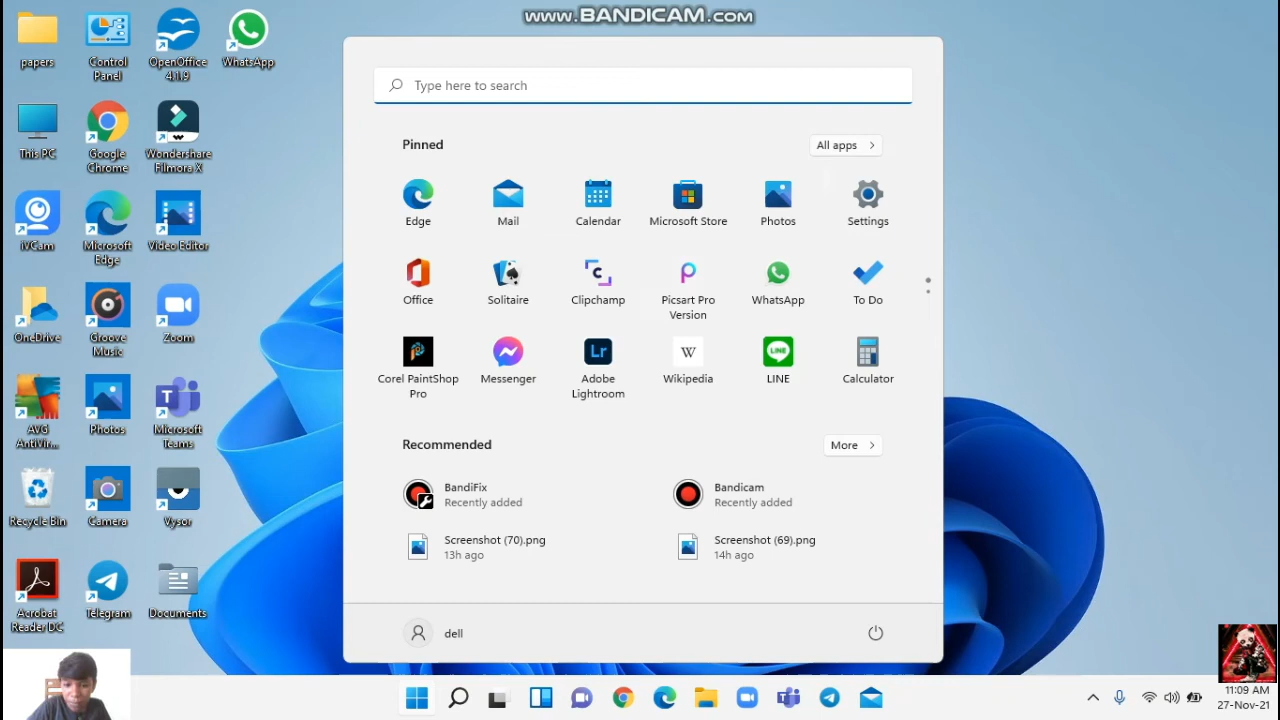 www.BANDICAM.com
papers
Control
Panel
OpenOffice
4.1.9
WhatsApp
This PC
Google
Chrome
Wondershare
Filmora X
iVCam
Microsoft
Edge
Video Editor
OneDrive
Groove
Music
Zoom
AVG
AntiVir...
Photos
Microsoft
Teams
Recycle Bin
Camera
Vysor
Acrobat
Reader DC
Telegram
Documents
Type here to search
Pinned
All apps
Edge
Mail
Calendar
Microsoft Store
Photos
Settings
Office
Solitaire
Clipchamp
Picsart Pro
Version
WhatsApp
To Do
Corel PaintShop
Pro
Messenger
Lr
Adobe
Lightroom
W
Wikipedia
LINE
LINE
Calculator
Recommended
More
BandiFix
Recently added
Bandicam
Recently added
Screenshot (70).png
13h ago
Screenshot (69).png
14h ago
dell
11:09 AM
27-Nov-21